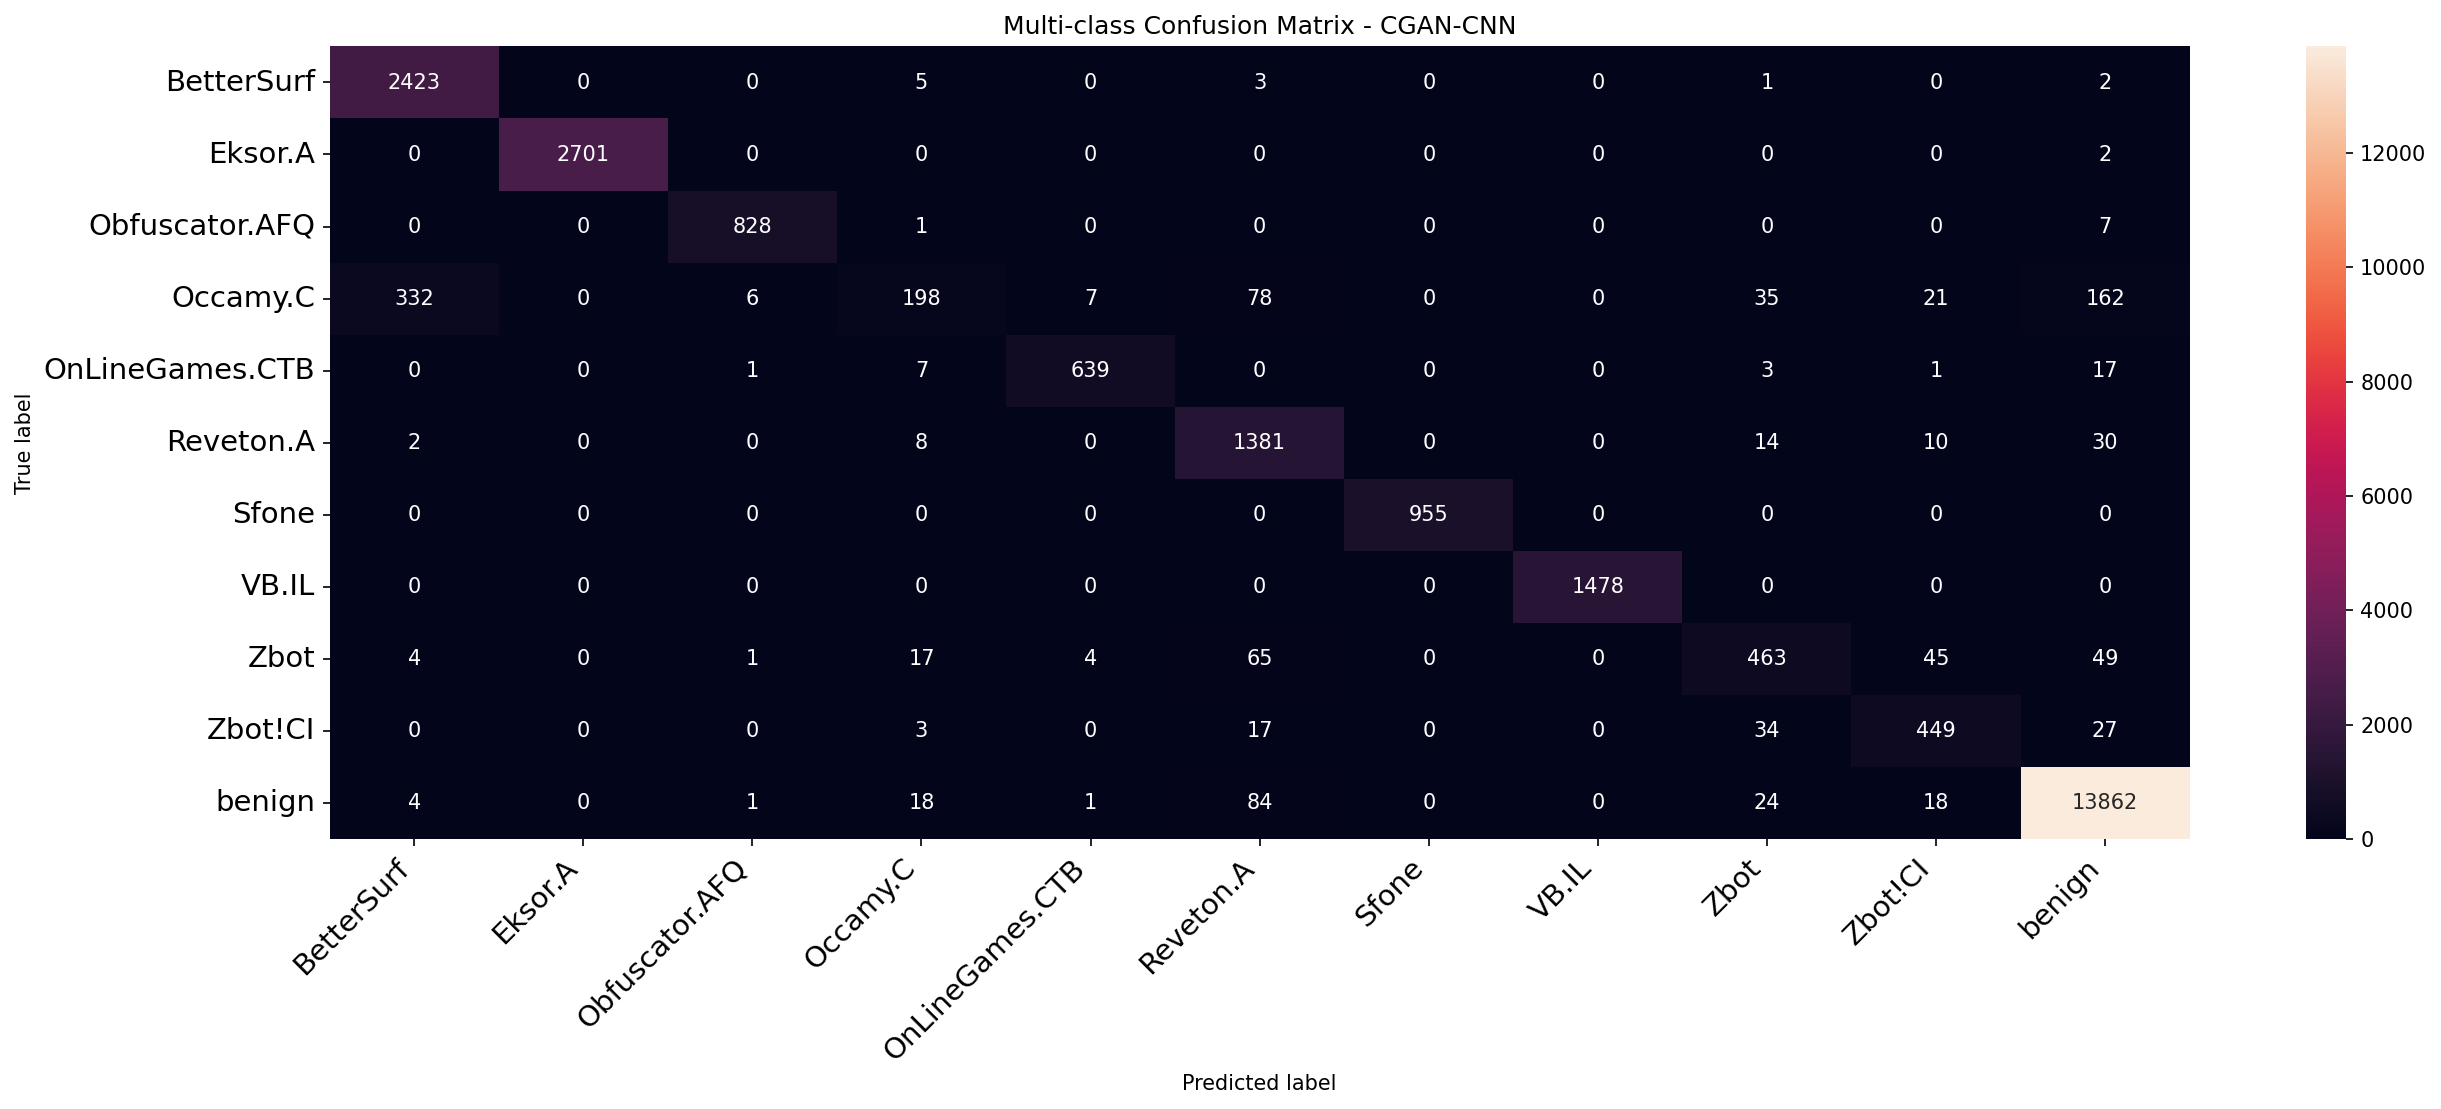 Multi-class Confusion Matrix - CGAN-CNN
True label
BetterSurf 2423 0 0 5 0 3 0 0 1 0 2
Eksor.A 0 2701 0 0 0 0 0 0 0 0 2
Obfuscator.AFQ 0 0 828 1 0 0 0 0 0 0 7
Occamy.C 332 0 6 198 7 78 0 0 35 21 162
OnLineGames.CTB 0 0 1 7 639 0 0 0 3 1 17
Reveton.A 2 0 0 8 0 1381 0 0 14 10 30
Sfone 0 0 0 0 0 0 955 0 0 0 0
VB.IL 0 0 0 0 0 0 0 1478 0 0 0
Zbot 4 0 1 17 4 65 0 0 463 45 49
Zbot!CI 0 0 0 3 0 17 0 0 34 449 27
benign 4 0 1 18 1 84 0 0 24 18 13862
BetterSurf Eksor.A Obfuscator.AFQ Occamy.C OnLineGames.CTB Reveton.A Sfone VB.IL Zbot Zbot!CI benign
Predicted label
12000
10000
8000
6000
4000
2000
0